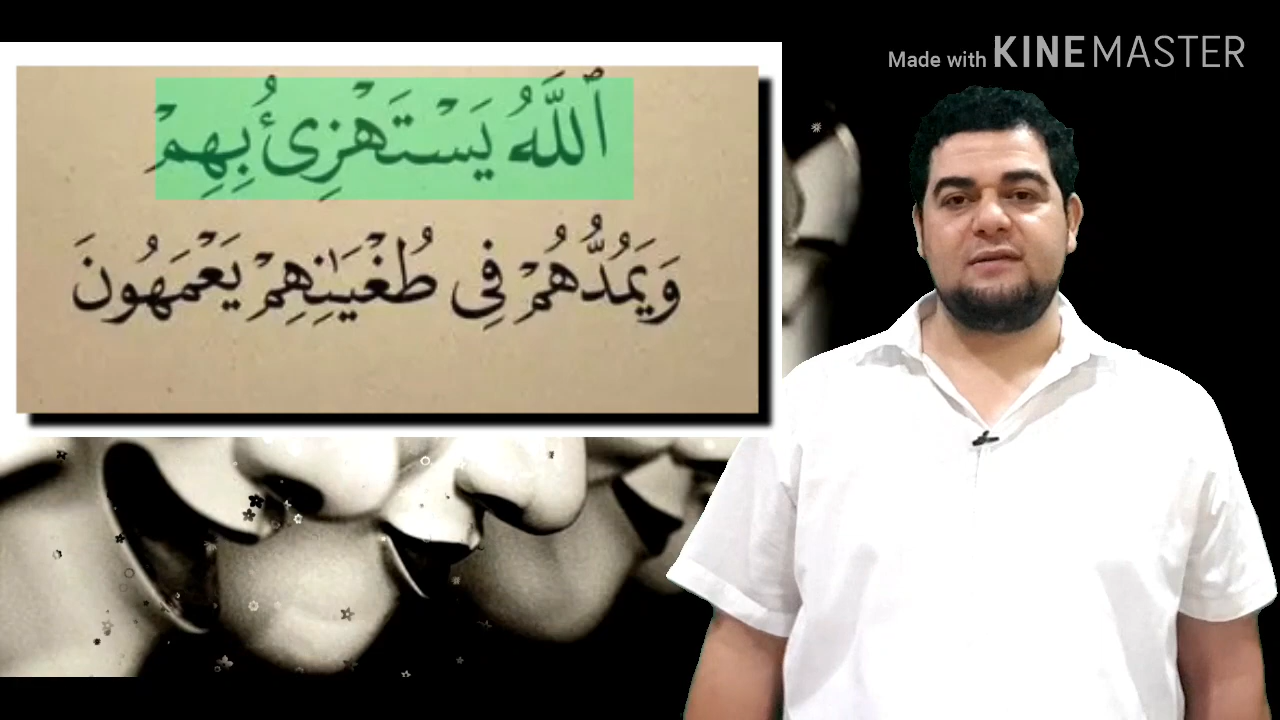 Made with KINEMASTER
ٱللَّهُ يَسْتَهْزِئُ بِهِمْ
وَيَمُدُّهُمْ فِى طُغْيَـٰنِهِمْ يَعْمَهُونَ